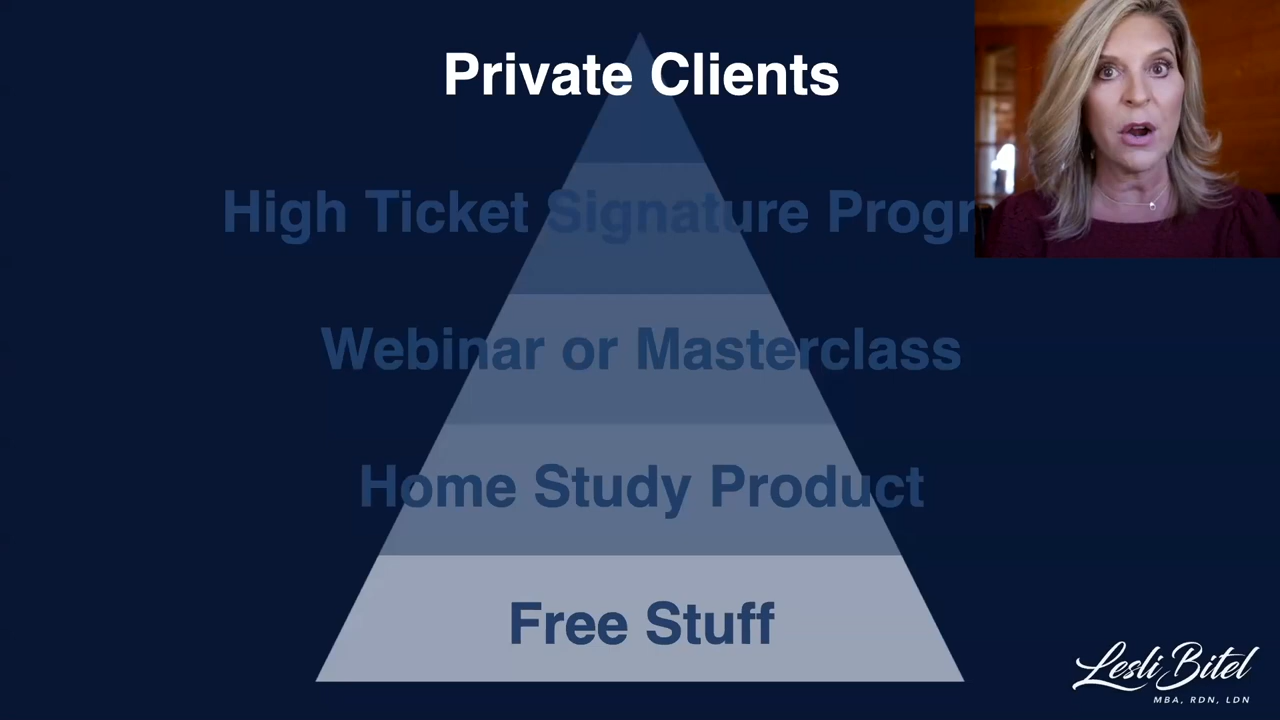 Private Clients
High Ticket Signature Progr
Webinar or Masterclass
Home Study Product
Free Stuff
Lesli Bitel
MBA, RDN, LDN